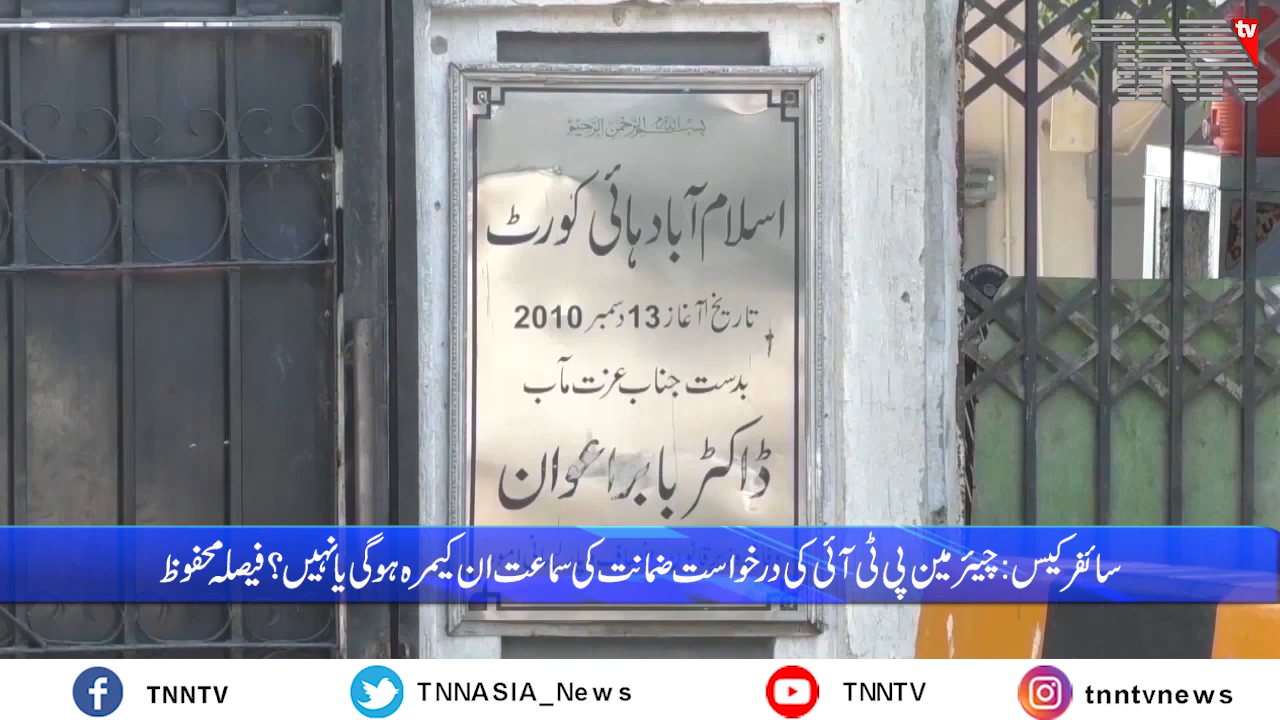 tv
بسم اللہ الرحمن الرحیم
اسلام آباد ہائی کورٹ
تاریخ آغاز 13 دسمبر 2010
بدست جناب عزت مآب
ڈاکٹر بابر اعوان
سائفر کیس: چیئرمین پی ٹی آئی کی درخواست ضمانت کی سماعت ان کیمرہ ہوگی یا نہیں؟ فیصلہ محفوظ
TNNTV TNNASIA_News TNNTV tnntvnews